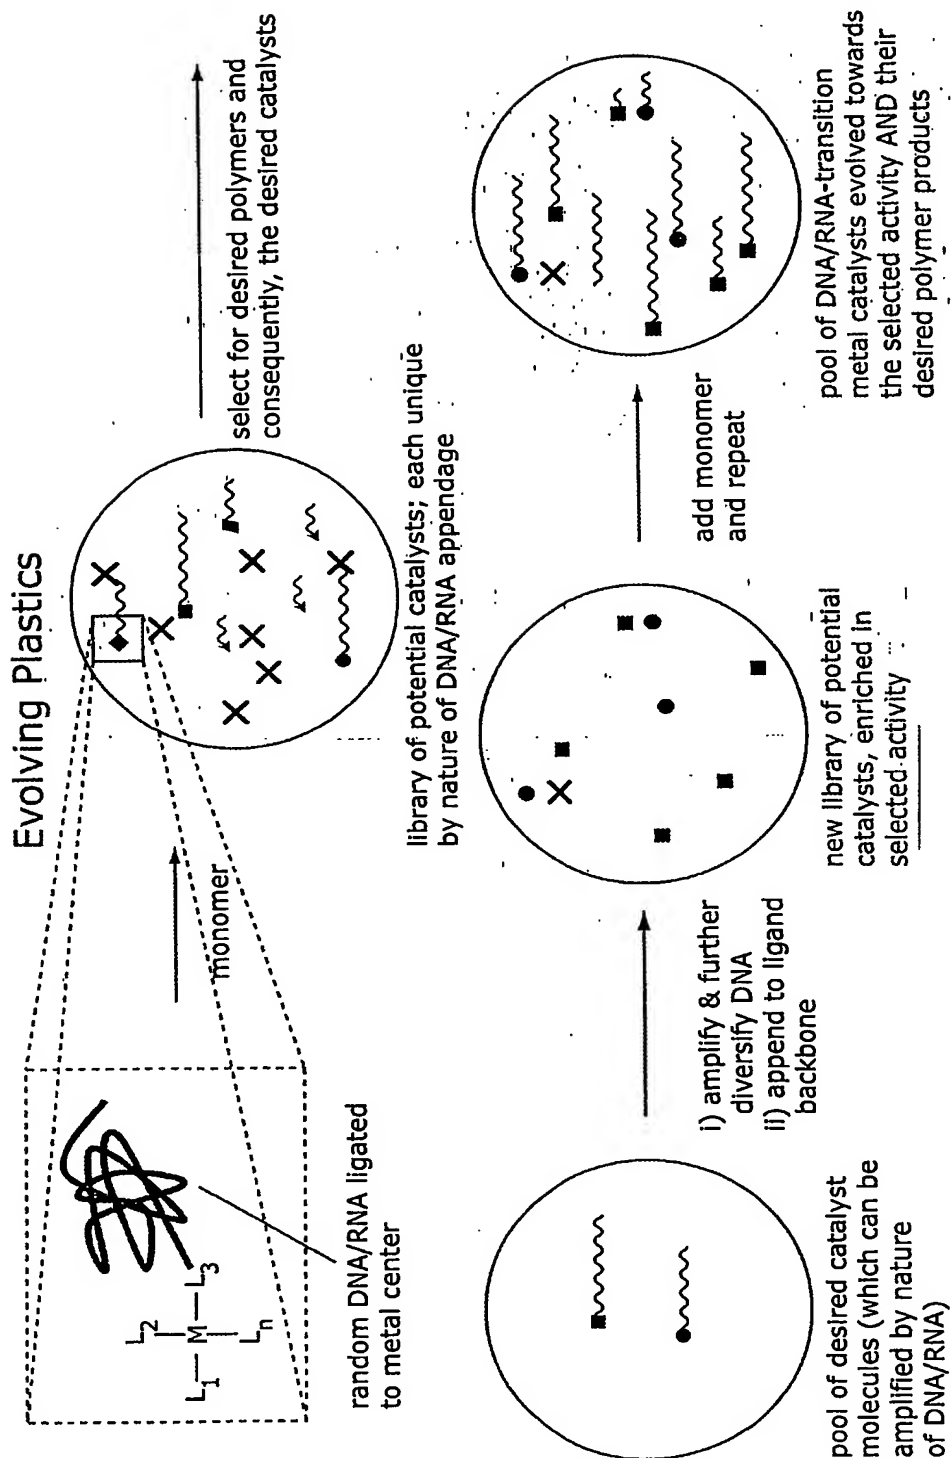 Evolving Plastics
L₂
L₁—M—L₃
Lₙ
random DNA/RNA ligated
to metal center
monomer
library of potential catalysts; each unique
by nature of DNA/RNA appendage
select for desired polymers and
consequently, the desired catalysts
pool of desired catalyst
molecules (which can be
amplified by nature
of DNA/RNA)
i) amplify & further
diversify DNA
ii) append to ligand
backbone
new library of potential
catalysts, enriched in
selected activity
add monomer
and repeat
pool of DNA/RNA-transition
metal catalysts evolved towards
the selected activity AND their
desired polymer products